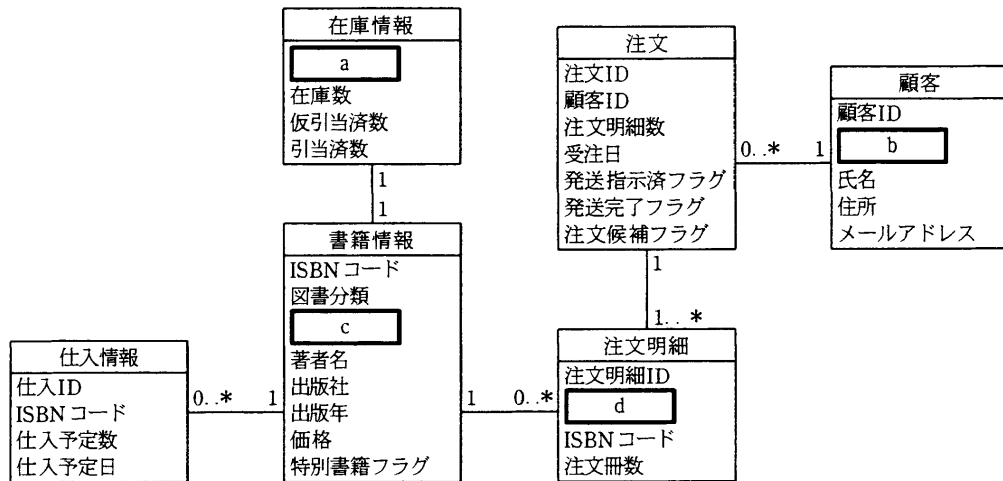 在庫情報
a
在庫数
仮引当済数
引当済数
1
1
書籍情報
ISBNコード
図書分類
c
著者名
出版社
出版年
価格
特別書籍フラグ
仕入情報
仕入ID
ISBNコード
仕入予定数
仕入予定日
0..*
1
1
0..*
注文
注文ID
顧客ID
注文明細数
受注日
発送指示済フラグ
発送完了フラグ
注文候補フラグ
0..*
1
顧客
顧客ID
b
氏名
住所
メールアドレス
1
1..*
注文明細
注文明細ID
d
ISBNコード
注文冊数